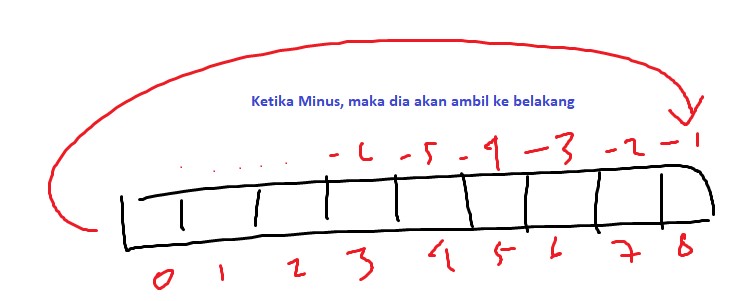 Ketika Minus, maka dia akan ambil ke belakang
. . . . -6 -5 -4 -3 -2 -1
0 1 2 3 4 5 6 7 8